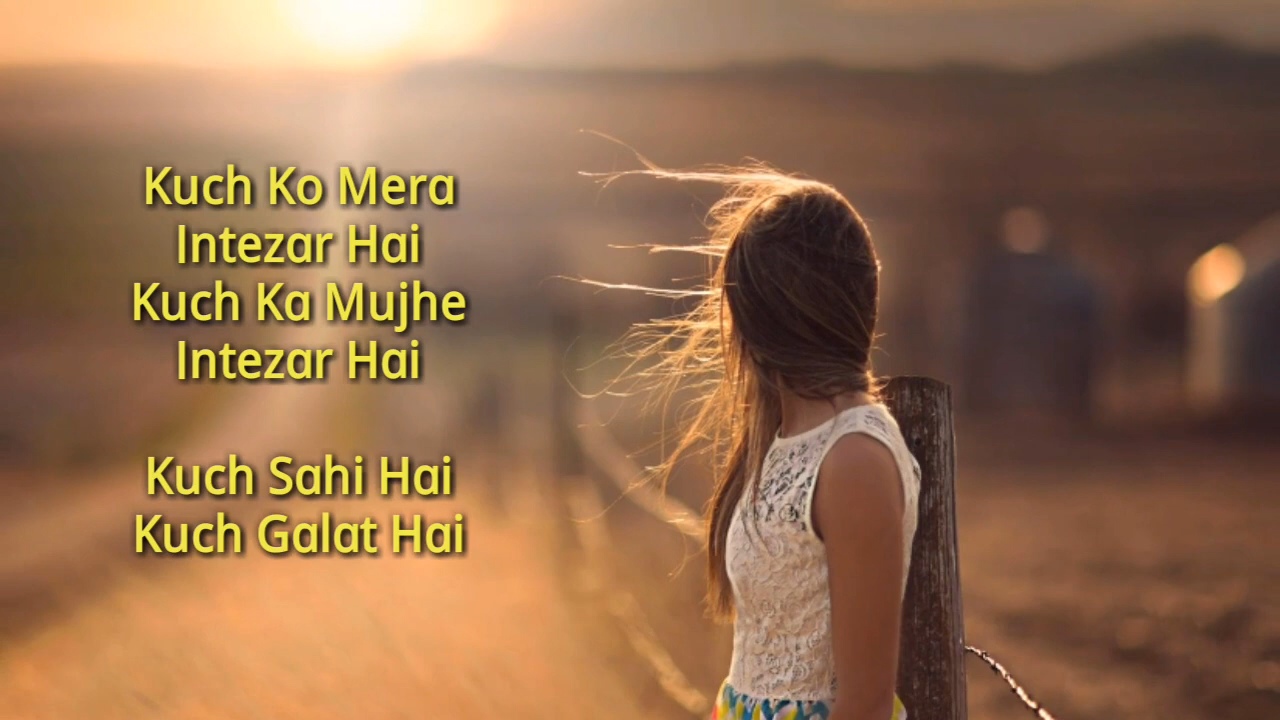 Kuch Ko Mera
Intezar Hai
Kuch Ka Mujhe
Intezar Hai
Kuch Sahi Hai
Kuch Galat Hai